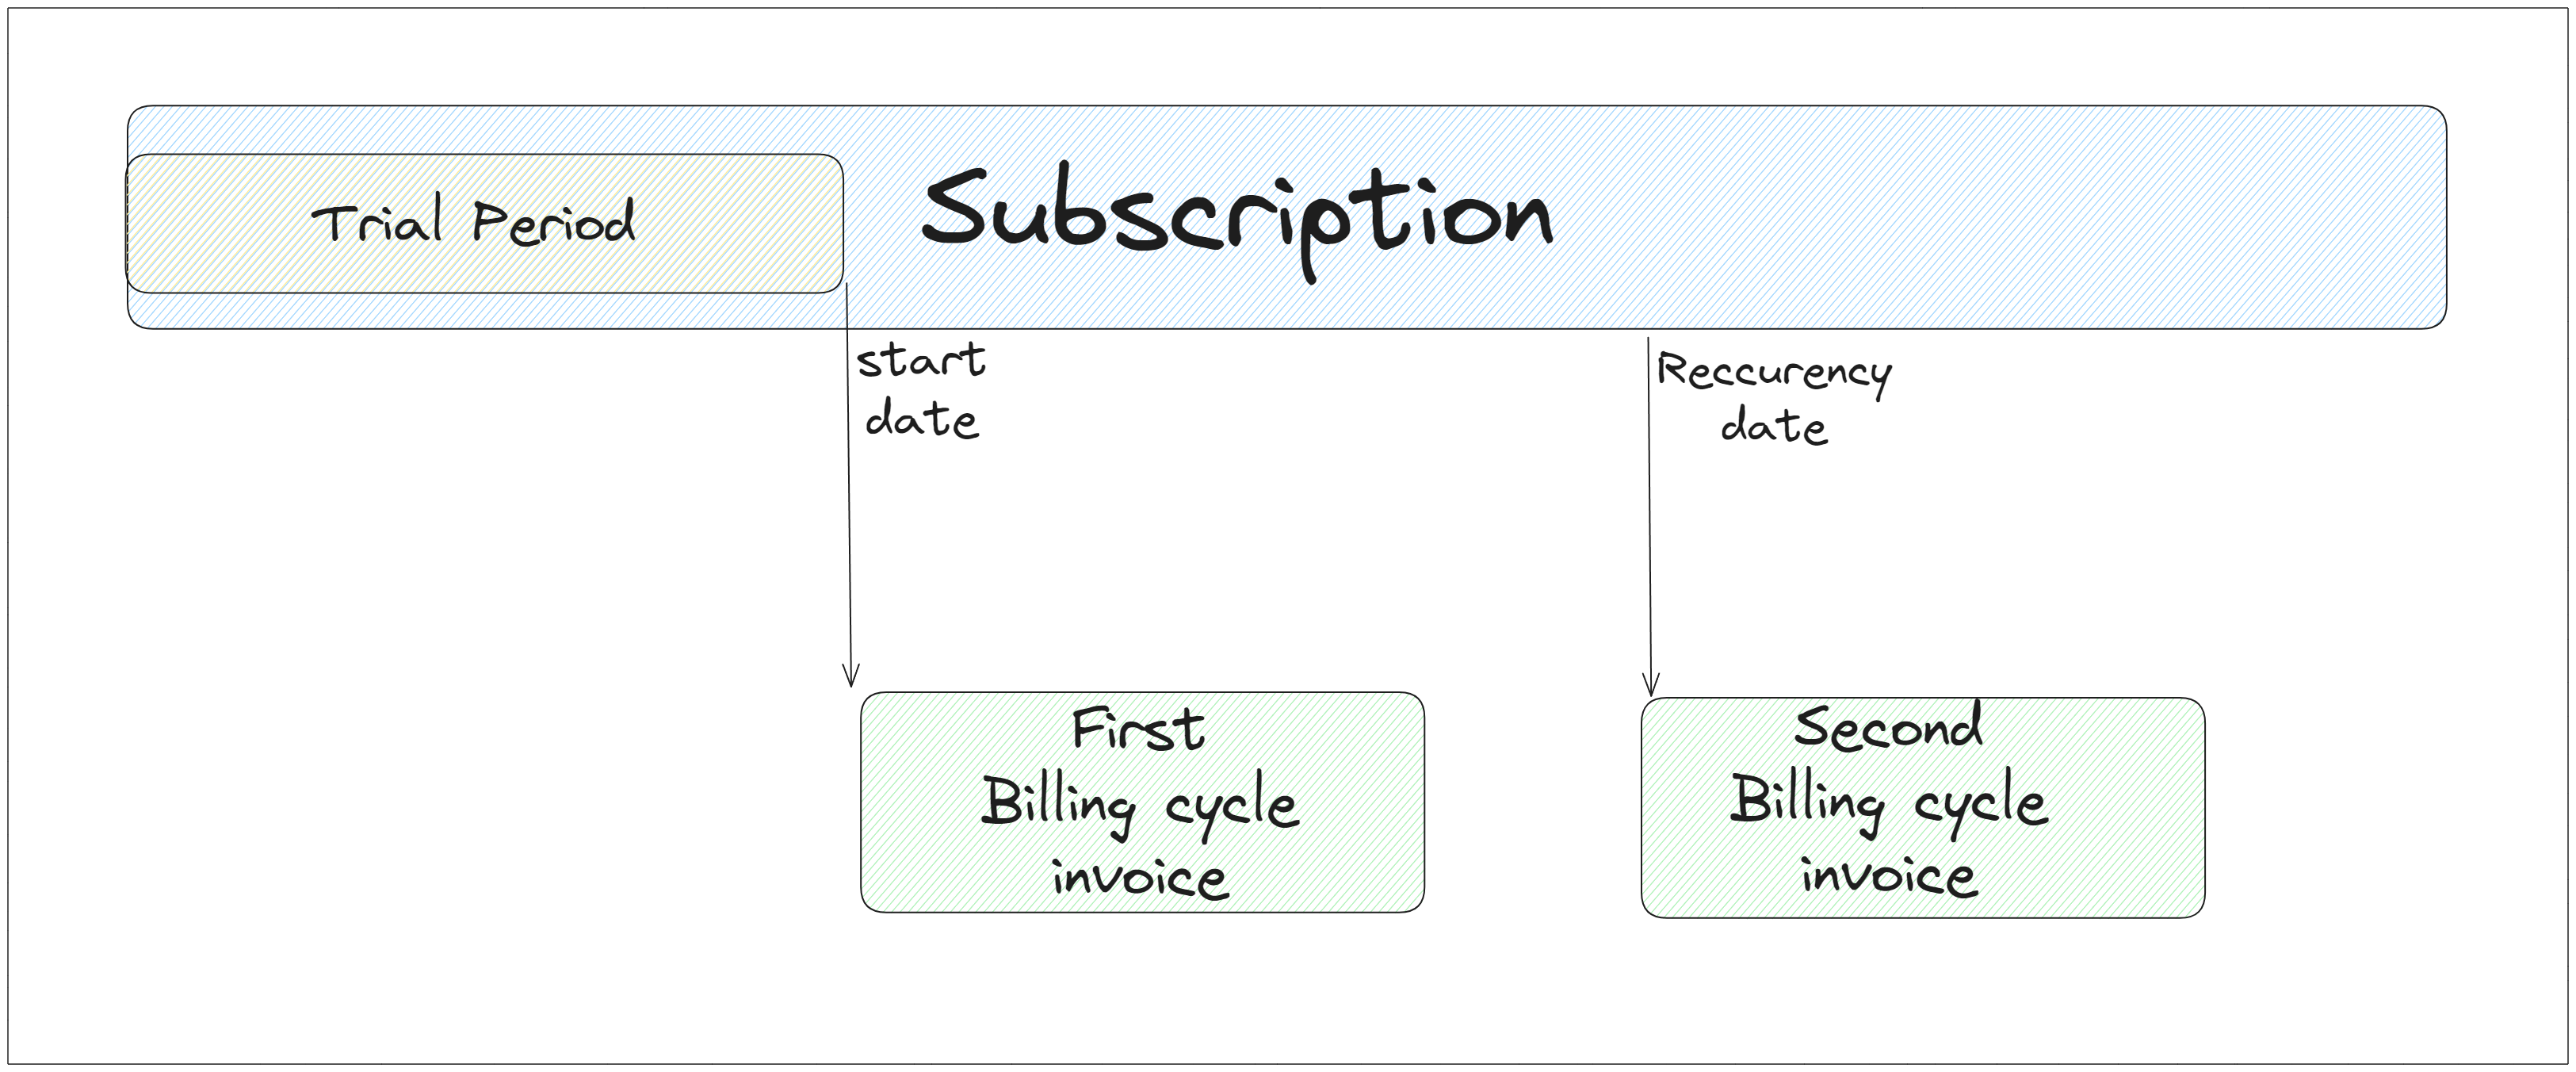 Trial Period
Subscription
start
date
Reccurency
date
First
Billing cycle
invoice
Second
Billing cycle
invoice